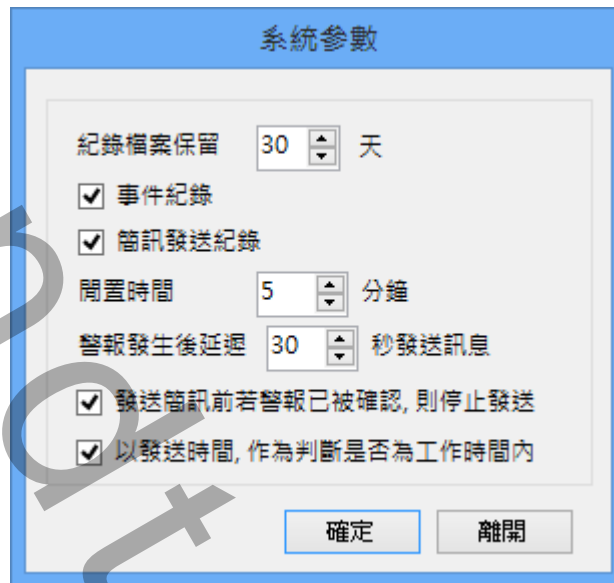 系統參數
紀錄檔案保留 30 天
事件紀錄
簡訊發送紀錄
閒置時間 5 分鐘
警報發生後延遲 30 秒發送訊息
發送簡訊前若警報已被確認, 則停止發送
以發送時間, 作為判斷是否為工作時間內
確定 離開